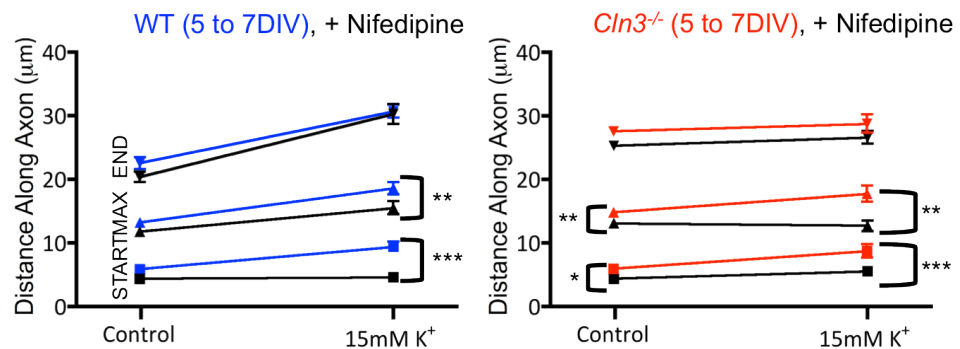 WT (5 to 7DIV), + Nifedipine
Distance Along Axon (μm)
40
30
20
10
0
END
MAX
START
**
***
Control
15mM K⁺
Cln3⁻/⁻ (5 to 7DIV), + Nifedipine
Distance Along Axon (μm)
40
30
20
10
0
**
*
**
***
Control
15mM K⁺